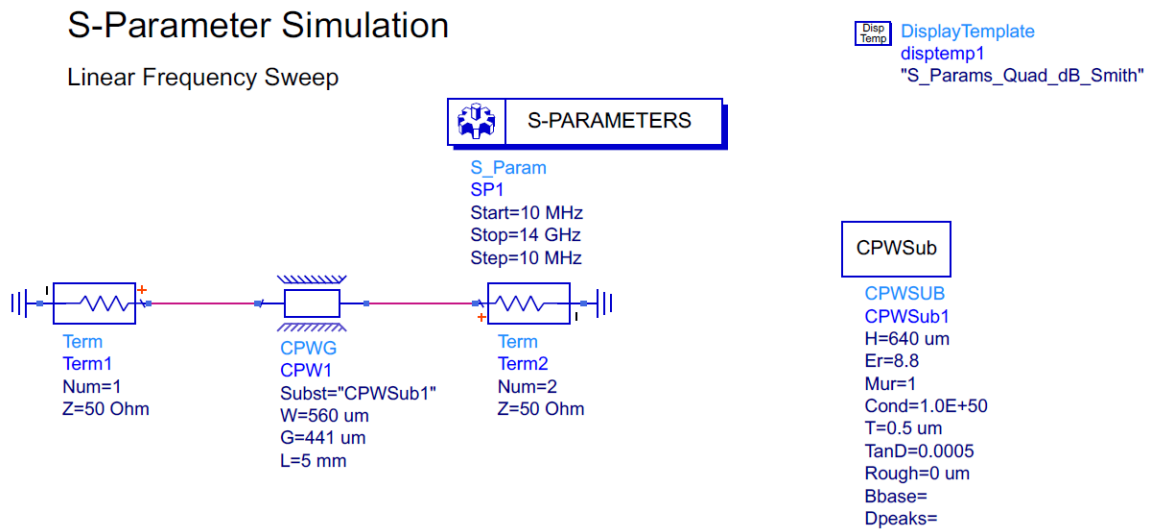 S-Parameter Simulation
Linear Frequency Sweep
Disp
Temp
DisplayTemplate
disptemp1
"S_Params_Quad_dB_Smith"
S-PARAMETERS
S_Param
SP1
Start=10 MHz
Stop=14 GHz
Step=10 MHz
Term
Term1
Num=1
Z=50 Ohm
CPWG
CPW1
Subst="CPWSub1"
W=560 um
G=441 um
L=5 mm
Term
Term2
Num=2
Z=50 Ohm
CPWSub
CPWSUB
CPWSub1
H=640 um
Er=8.8
Mur=1
Cond=1.0E+50
T=0.5 um
TanD=0.0005
Rough=0 um
Bbase=
Dpeaks=